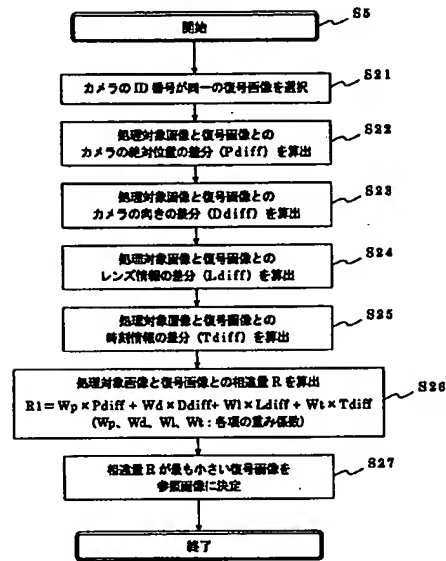 S5
開始
S21
カメラの ID 番号が同一の復号画像を選択
S22
処理対象画像と復号画像との
カメラの絶対位置の差分（Pdiff）を算出
S23
処理対象画像と復号画像との
カメラの向きの差分（Ddiff）を算出
S24
処理対象画像と復号画像との
レンズ情報の差分（Ldiff）を算出
S25
処理対象画像と復号画像との
時刻情報の差分（Tdiff）を算出
S26
処理対象画像と復号画像との相違量 R を算出
R1＝Wp×Pdiff + Wd×Ddiff+ Wl×Ldiff + Wt×Tdiff
（Wp、Wd、Wl、Wt：各項の重み係数）
S27
相違量 R が最も小さい復号画像を
参照画像に決定
終了